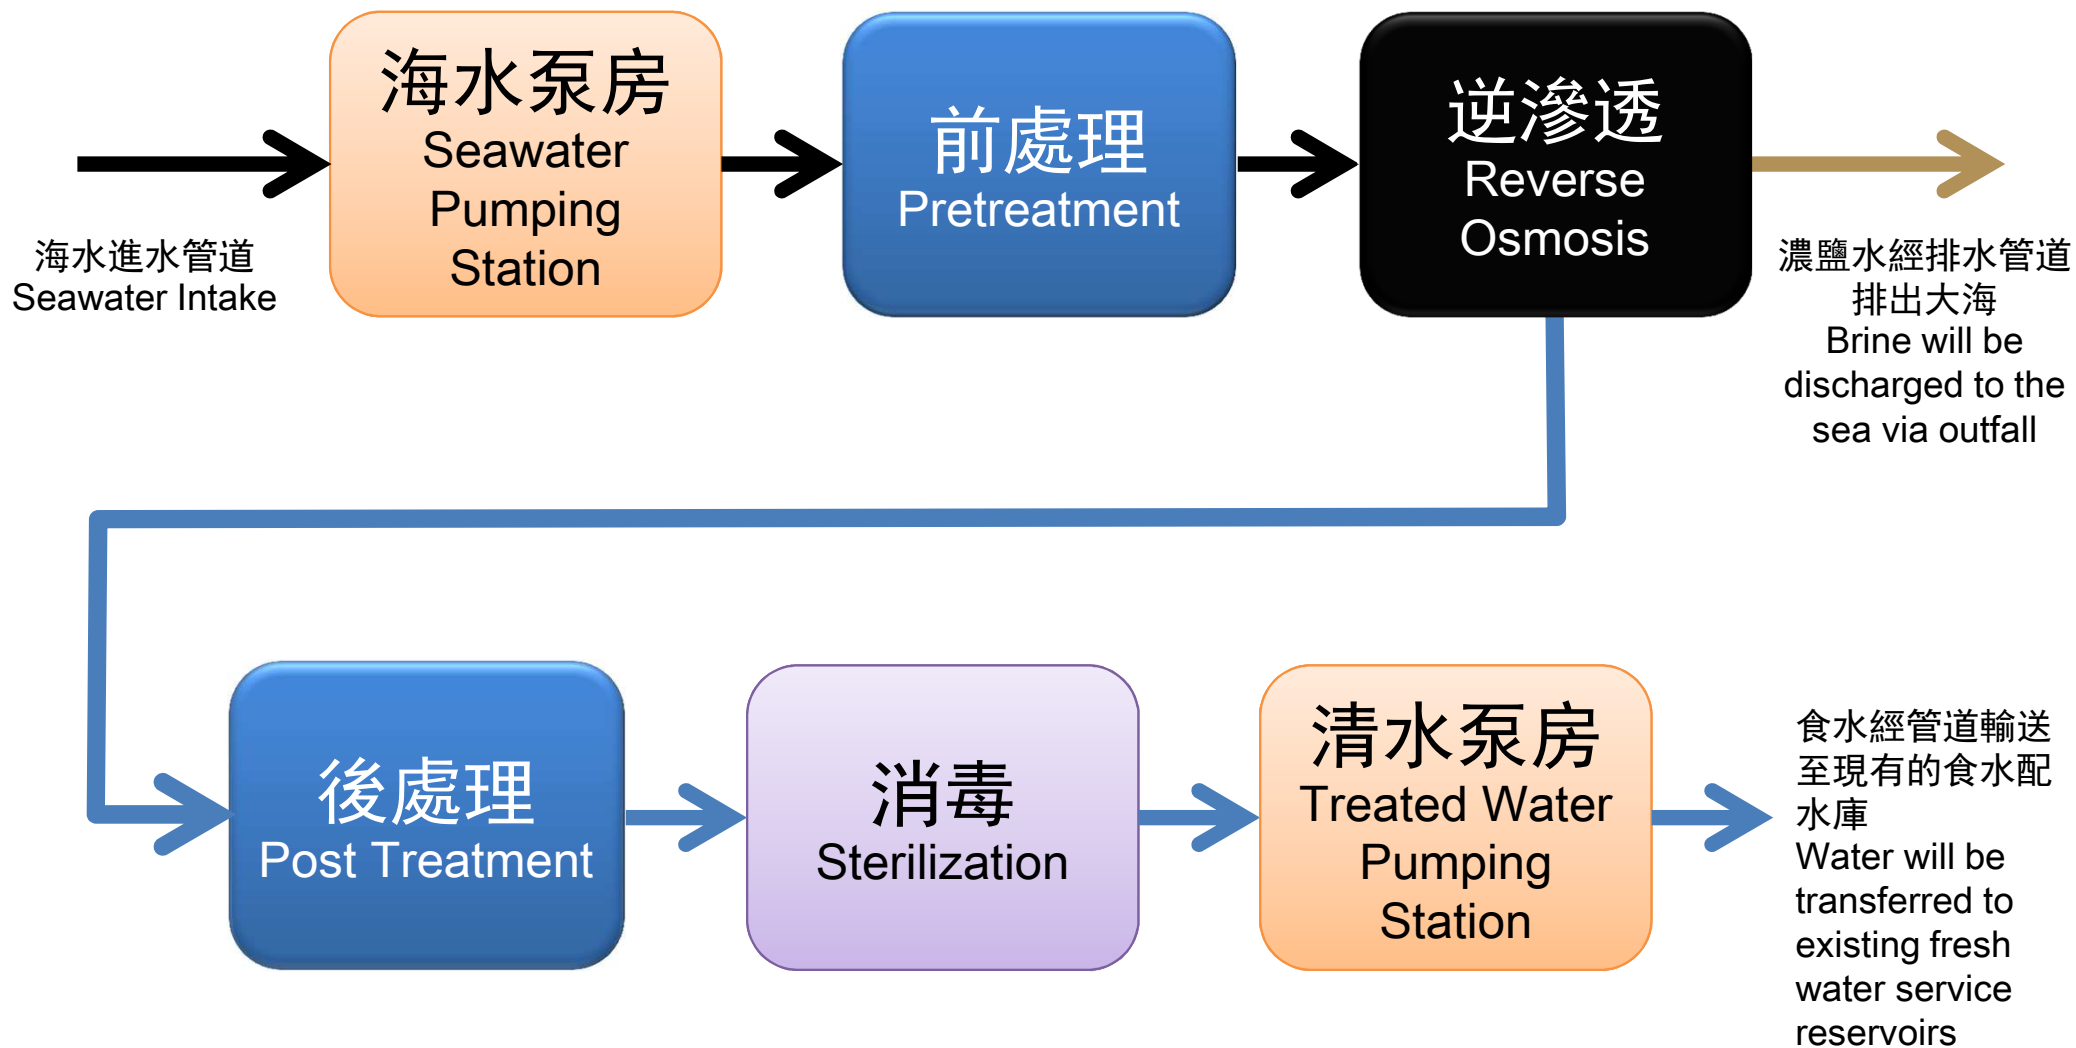 海水泵房
Seawater
Pumping
Station
前處理
Pretreatment
逆滲透
Reverse
Osmosis
海水進水管道
Seawater Intake
濃鹽水經排水管道
排出大海
Brine will be
discharged to the
sea via outfall
後處理
Post Treatment
消毒
Sterilization
清水泵房
Treated Water
Pumping
Station
食水經管道輸送
至現有的食水配
水庫
Water will be
transferred to
existing fresh
water service
reservoirs